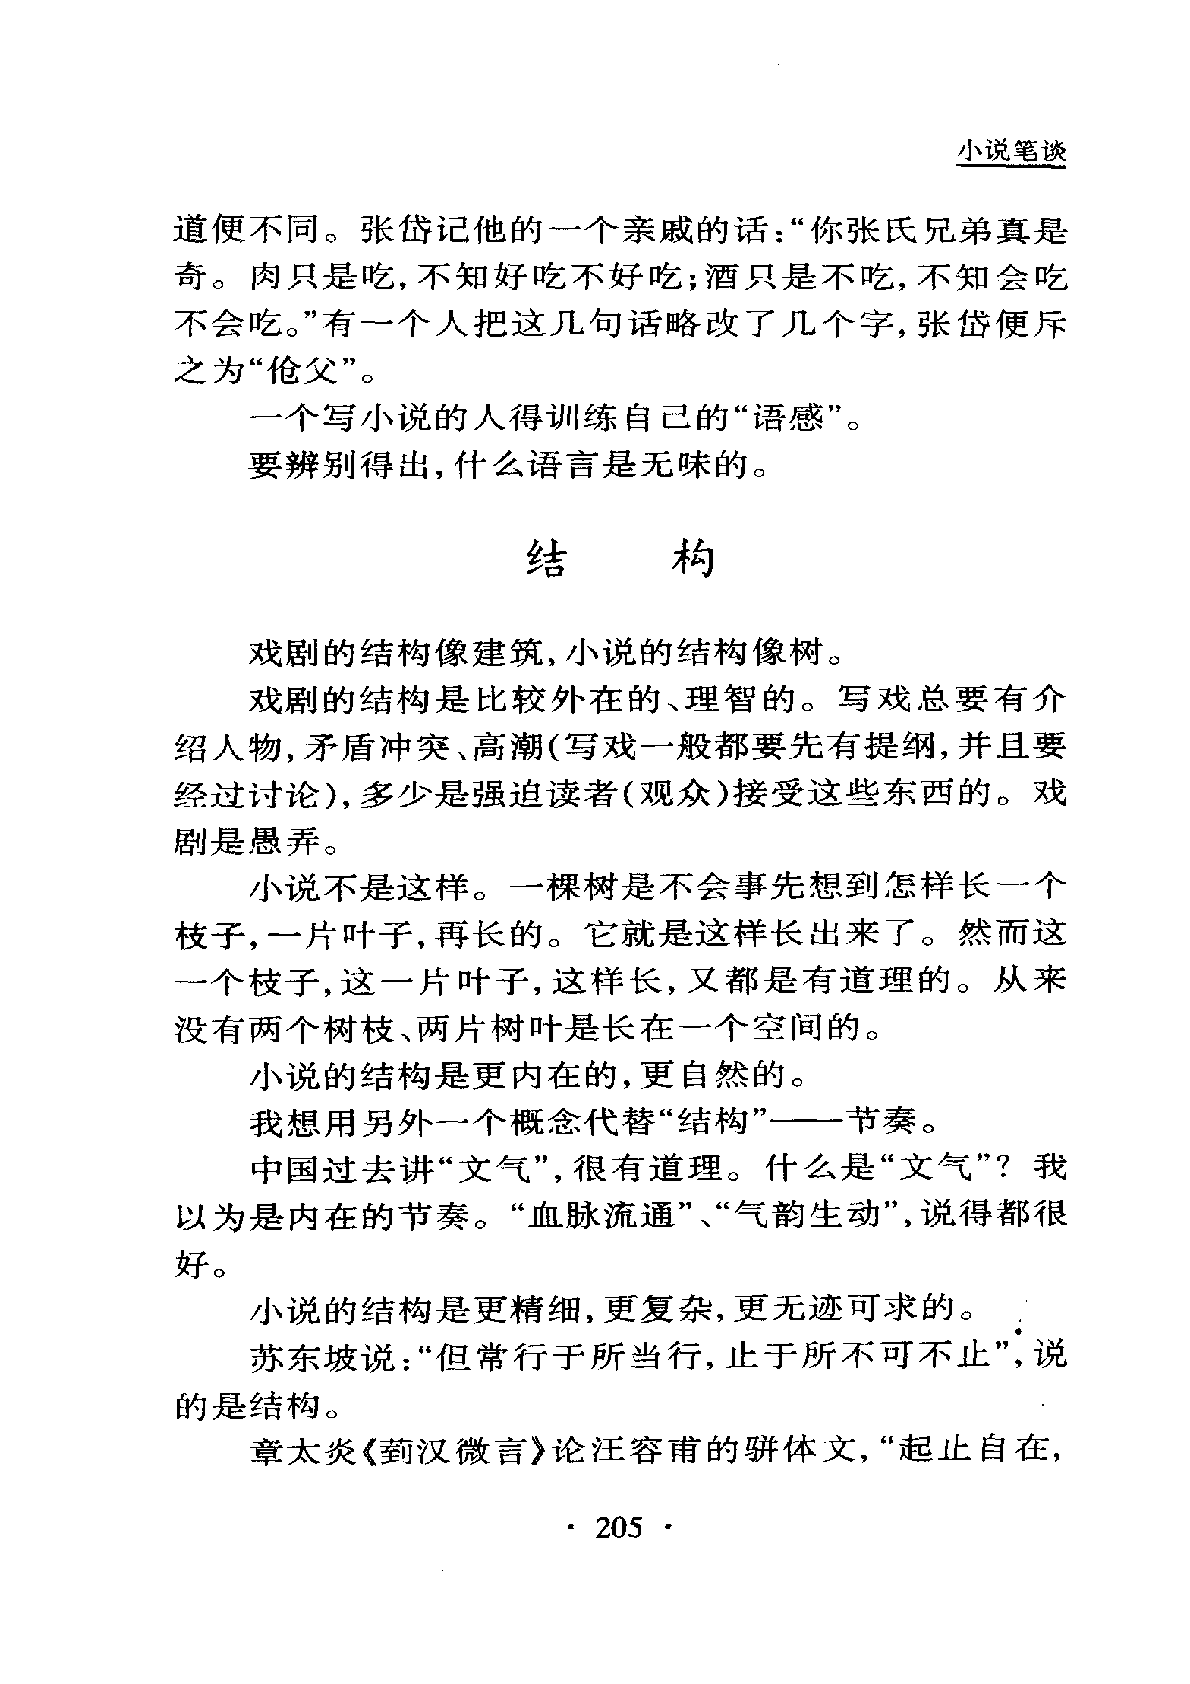 小说笔谈
道便不同。张岱记他的一个亲戚的话：“你张氏兄弟真是
奇。肉只是吃，不知好吃不好吃；酒只是不吃，不知会吃
不会吃。”有一个人把这几句话略改了几个字，张岱便斥
之为“伧父”。
一个写小说的人得训练自己的“语感”。
要辨别得出，什么语言是无味的。
结 构
戏剧的结构像建筑，小说的结构像树。
戏剧的结构是比较外在的、理智的。写戏总要有介
绍人物，矛盾冲突、高潮（写戏一般都要先有提纲，并且要
经过讨论），多少是强迫读者（观众）接受这些东西的。戏
剧是愚弄。
小说不是这样。一棵树是不会事先想到怎样长一个
枝子，一片叶子，再长的。它就是这样长出来了。然而这
一个枝子，这一片叶子，这样长，又都是有道理的。从来
没有两个树枝、两片树叶是长在一个空间的。
小说的结构是更内在的，更自然的。
我想用另外一个概念代替“结构”——节奏。
中国过去讲“文气”，很有道理。什么是“文气”？我
以为是内在的节奏。“血脉流通”、“气韵生动”，说得都很
好。
小说的结构是更精细，更复杂，更无迹可求的。
苏东坡说：“但常行于所当行，止于所不可不止”，说
的是结构。
章太炎《菿汉微言》论汪容甫的骈体文，“起止自在，
· 205 ·